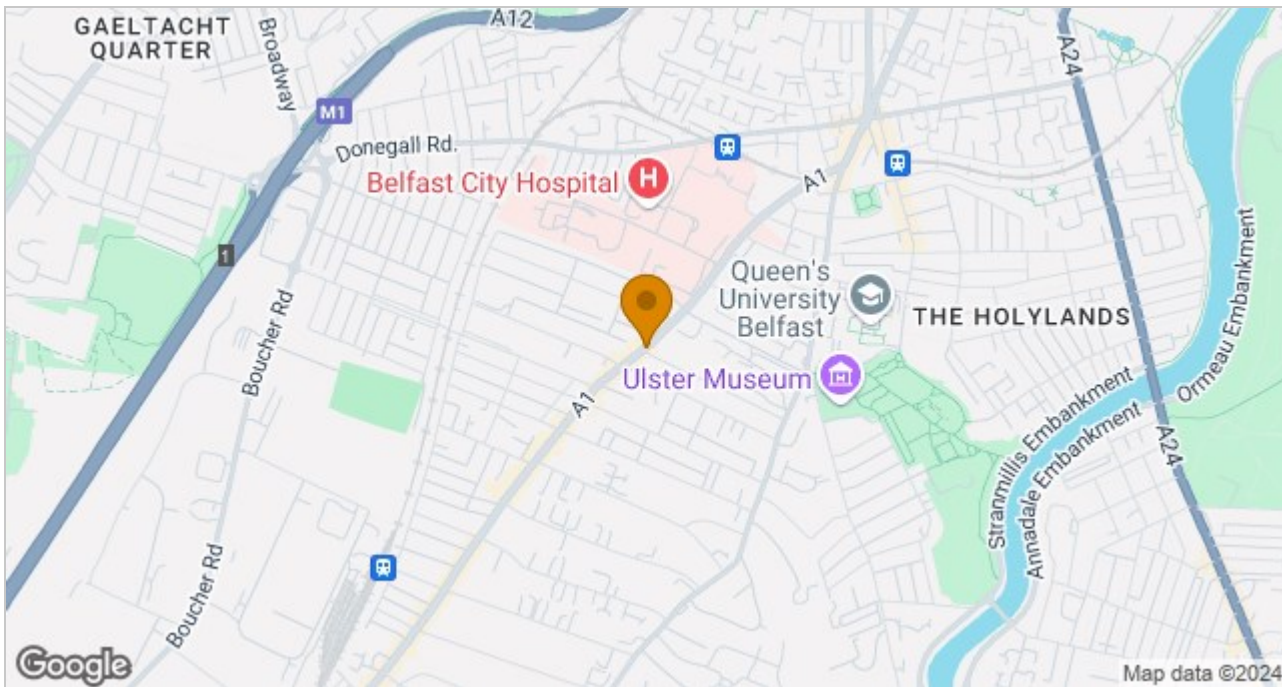 GAELTACHT
QUARTER
Broadway
A12
M1
Donegall Rd.
Belfast City Hospital
H
A1
A24
1
Boucher Rd
Queen's
University
Belfast
THE HOLYLANDS
Ulster Museum
A1
Ormeau Embankment
Stranmillis Embankment
Annadale Embankment
A24
Boucher Rd
Google
Map data ©2024